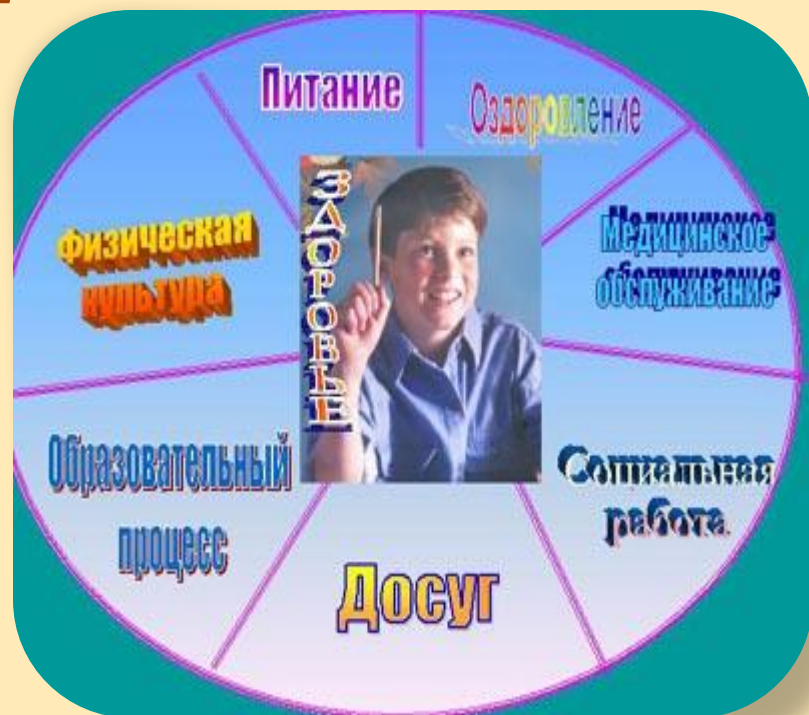 Питание
Оздоровление
Физическая
культура
ЗДОРОВЬЕ
Медицинское
обслуживание
Образовательный
процесс
Социальная
работа
Досуг